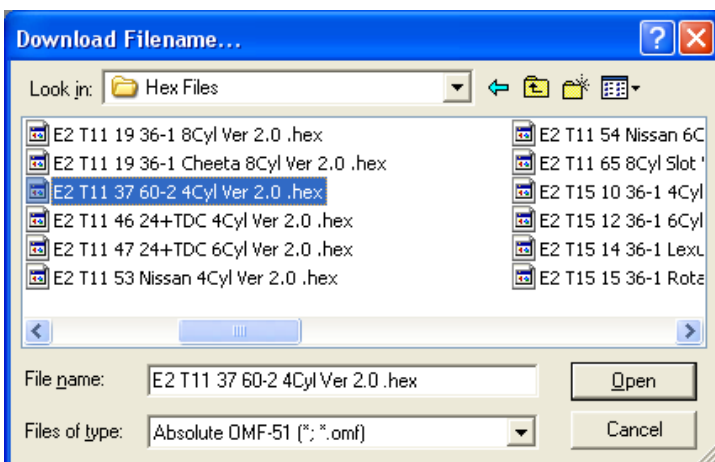 Download Filename...
Look in: Hex Files
E2 T11 19 36-1 8Cyl Ver 2.0 .hex
E2 T11 19 36-1 Cheeta 8Cyl Ver 2.0 .hex
E2 T11 37 60-2 4Cyl Ver 2.0 .hex
E2 T11 46 24+TDC 4Cyl Ver 2.0 .hex
E2 T11 47 24+TDC 6Cyl Ver 2.0 .hex
E2 T11 53 Nissan 4Cyl Ver 2.0 .hex
E2 T11 54 Nissan 6C
E2 T11 65 8Cyl Slot
E2 T15 10 36-1 4Cyl
E2 T15 12 36-1 6Cyl
E2 T15 14 36-1 Lexu
E2 T15 15 36-1 Rota
File name: E2 T11 37 60-2 4Cyl Ver 2.0 .hex Open
Files of type: Absolute OMF-51 (*; *.omf) Cancel